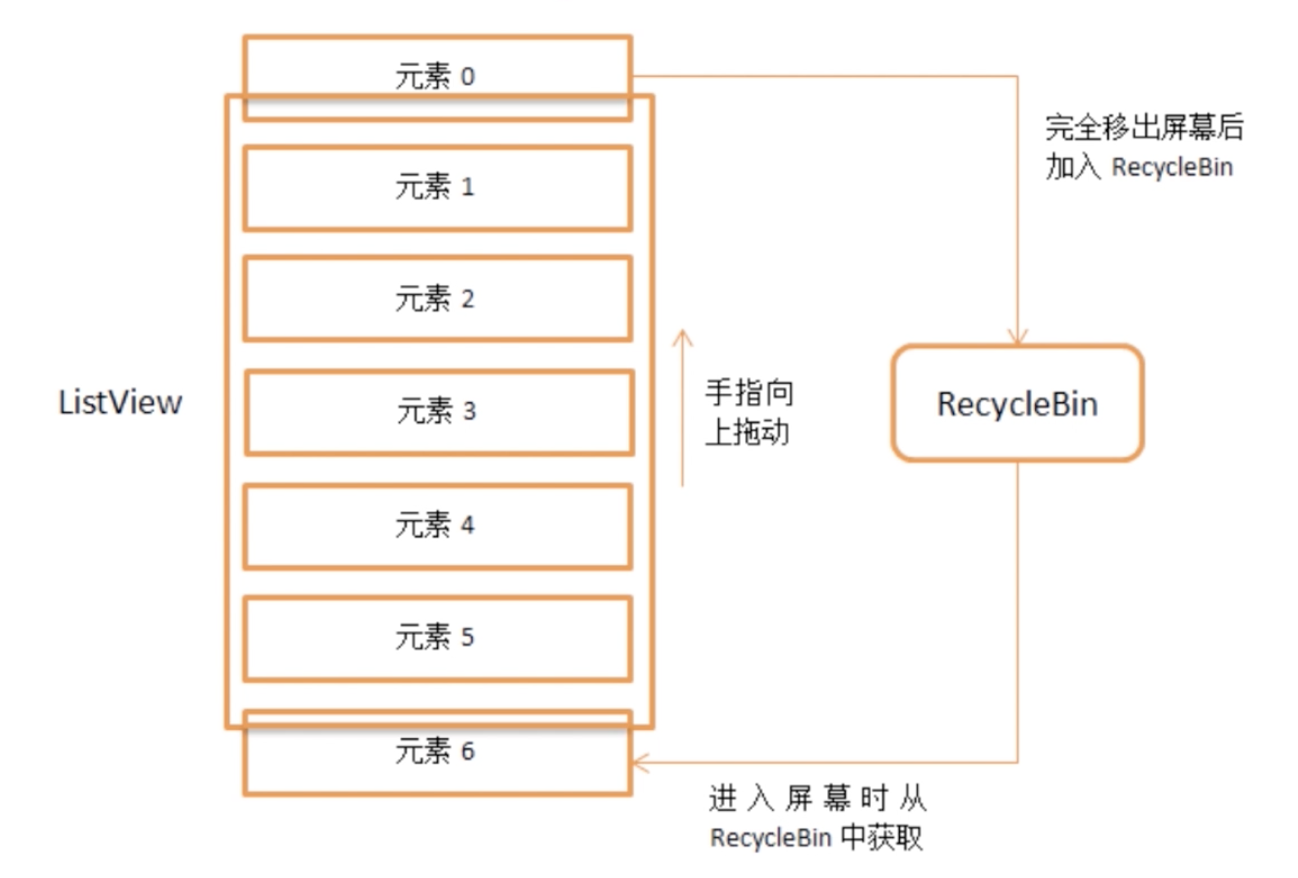 元素 0
完全移出屏幕后
加入 RecycleBin
元素 1
元素 2
ListView
元素 3
手指向
上拖动
RecycleBin
元素 4
元素 5
元素 6
进入屏幕时从
RecycleBin 中获取